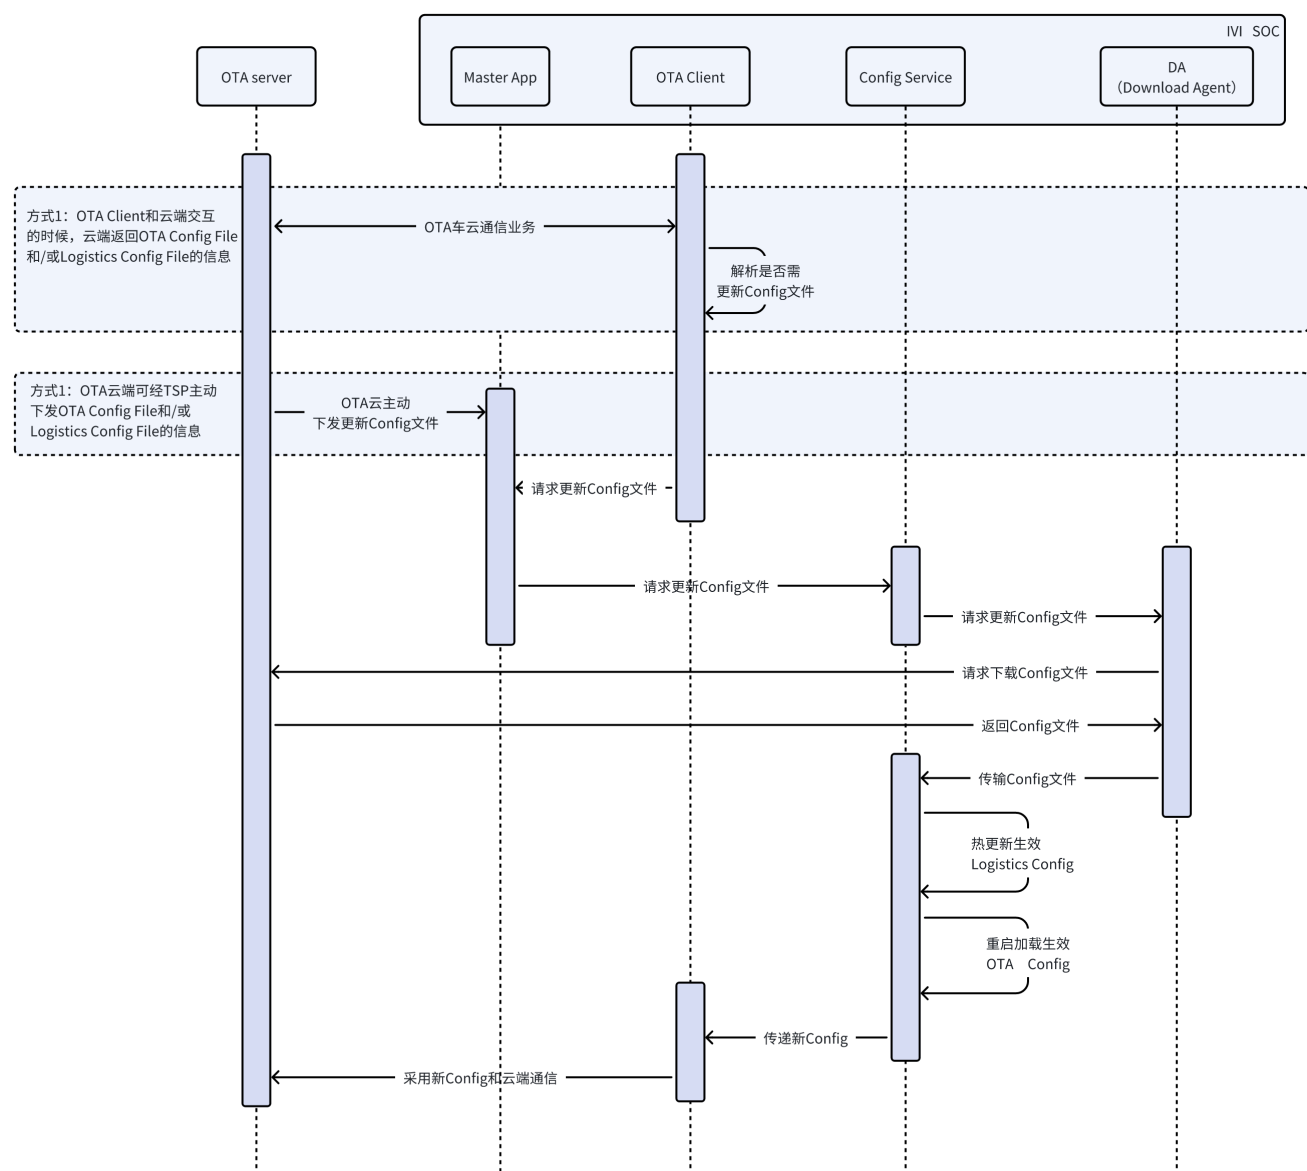 IVI SOC
OTA server
Master App
OTA Client
Config Service
DA
（Download Agent）
方式1：OTA Client和云端交互
的时候，云端返回OTA Config File
和/或Logistics Config File的信息
OTA车云通信业务
解析是否需
更新Config文件
方式1：OTA云端可经TSP主动
下发OTA Config File和/或
Logistics Config File的信息
OTA云主动
下发更新Config文件
请求更新Config文件
请求更新Config文件
请求更新Config文件
请求下载Config文件
返回Config文件
传输Config文件
热更新生效
Logistics Config
重启加载生效
OTA Config
传递新Config
采用新Config和云端通信